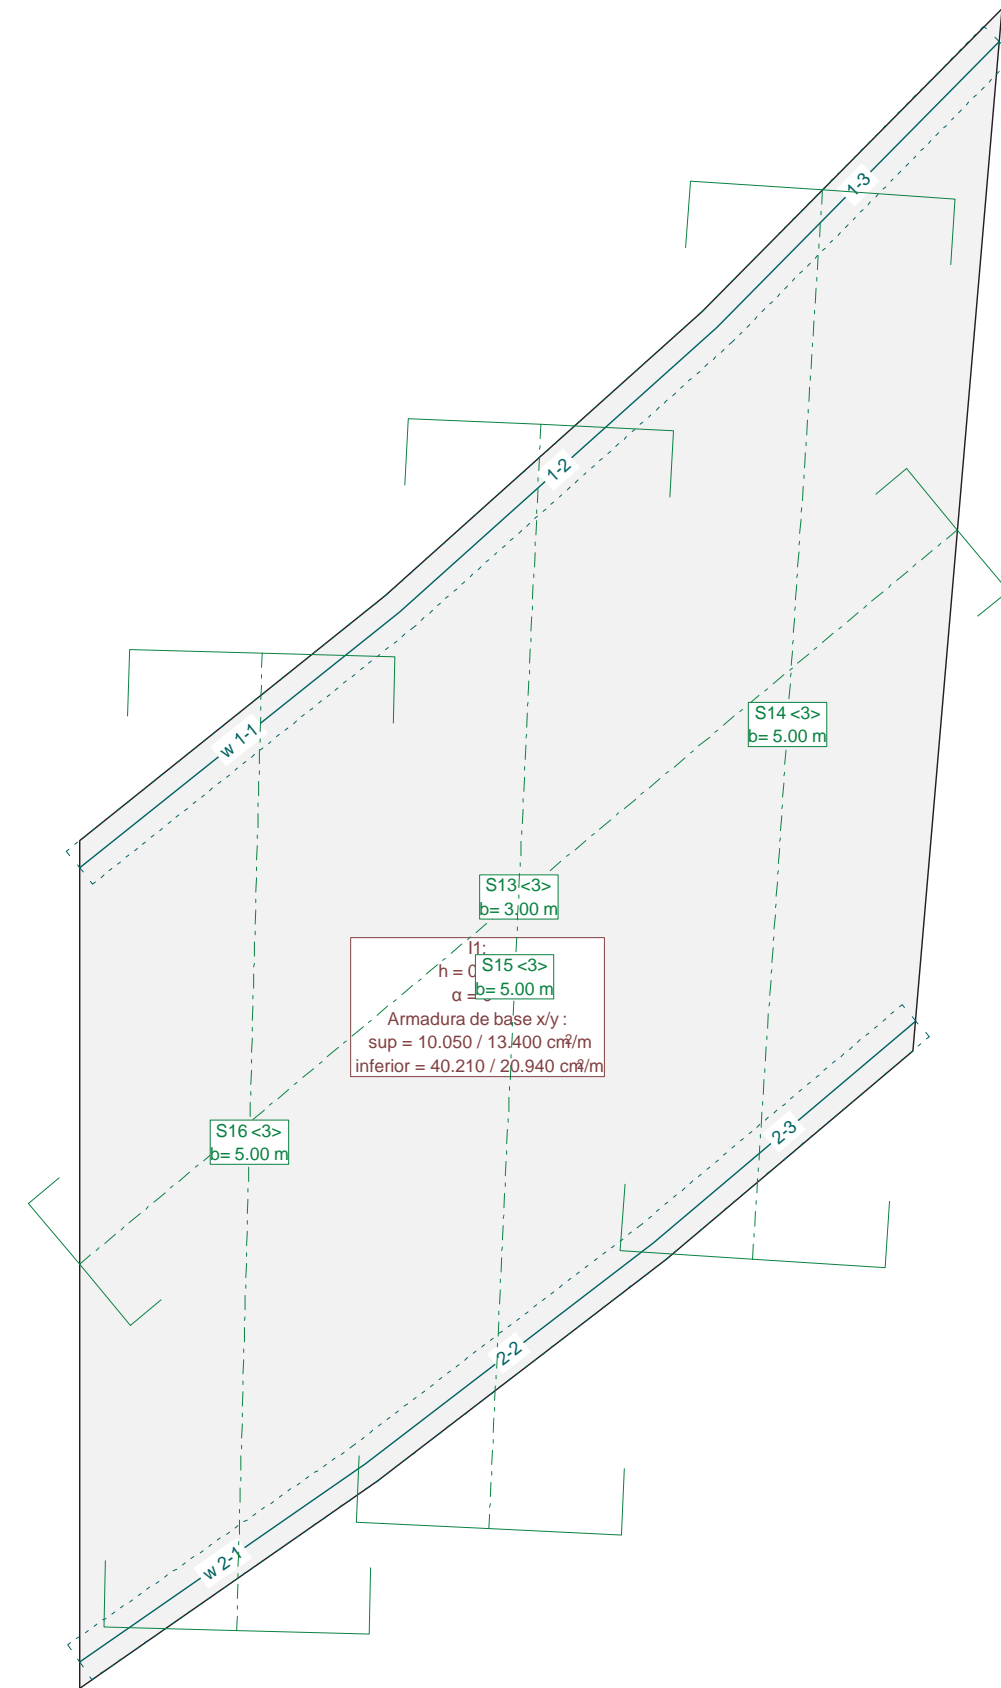 1-3
1-2
w 1-1
S14 <3>
b= 5.00 m
S13 <3>
b= 3.00 m
l1:
h = 0
S15 <3>
α =
b= 5.00 m
Armadura de base x/y :
sup = 10.050 / 13.400 cm²/m
inferior = 40.210 / 20.940 cm²/m
S16 <3>
b= 5.00 m
2-3
2-2
w 2-1